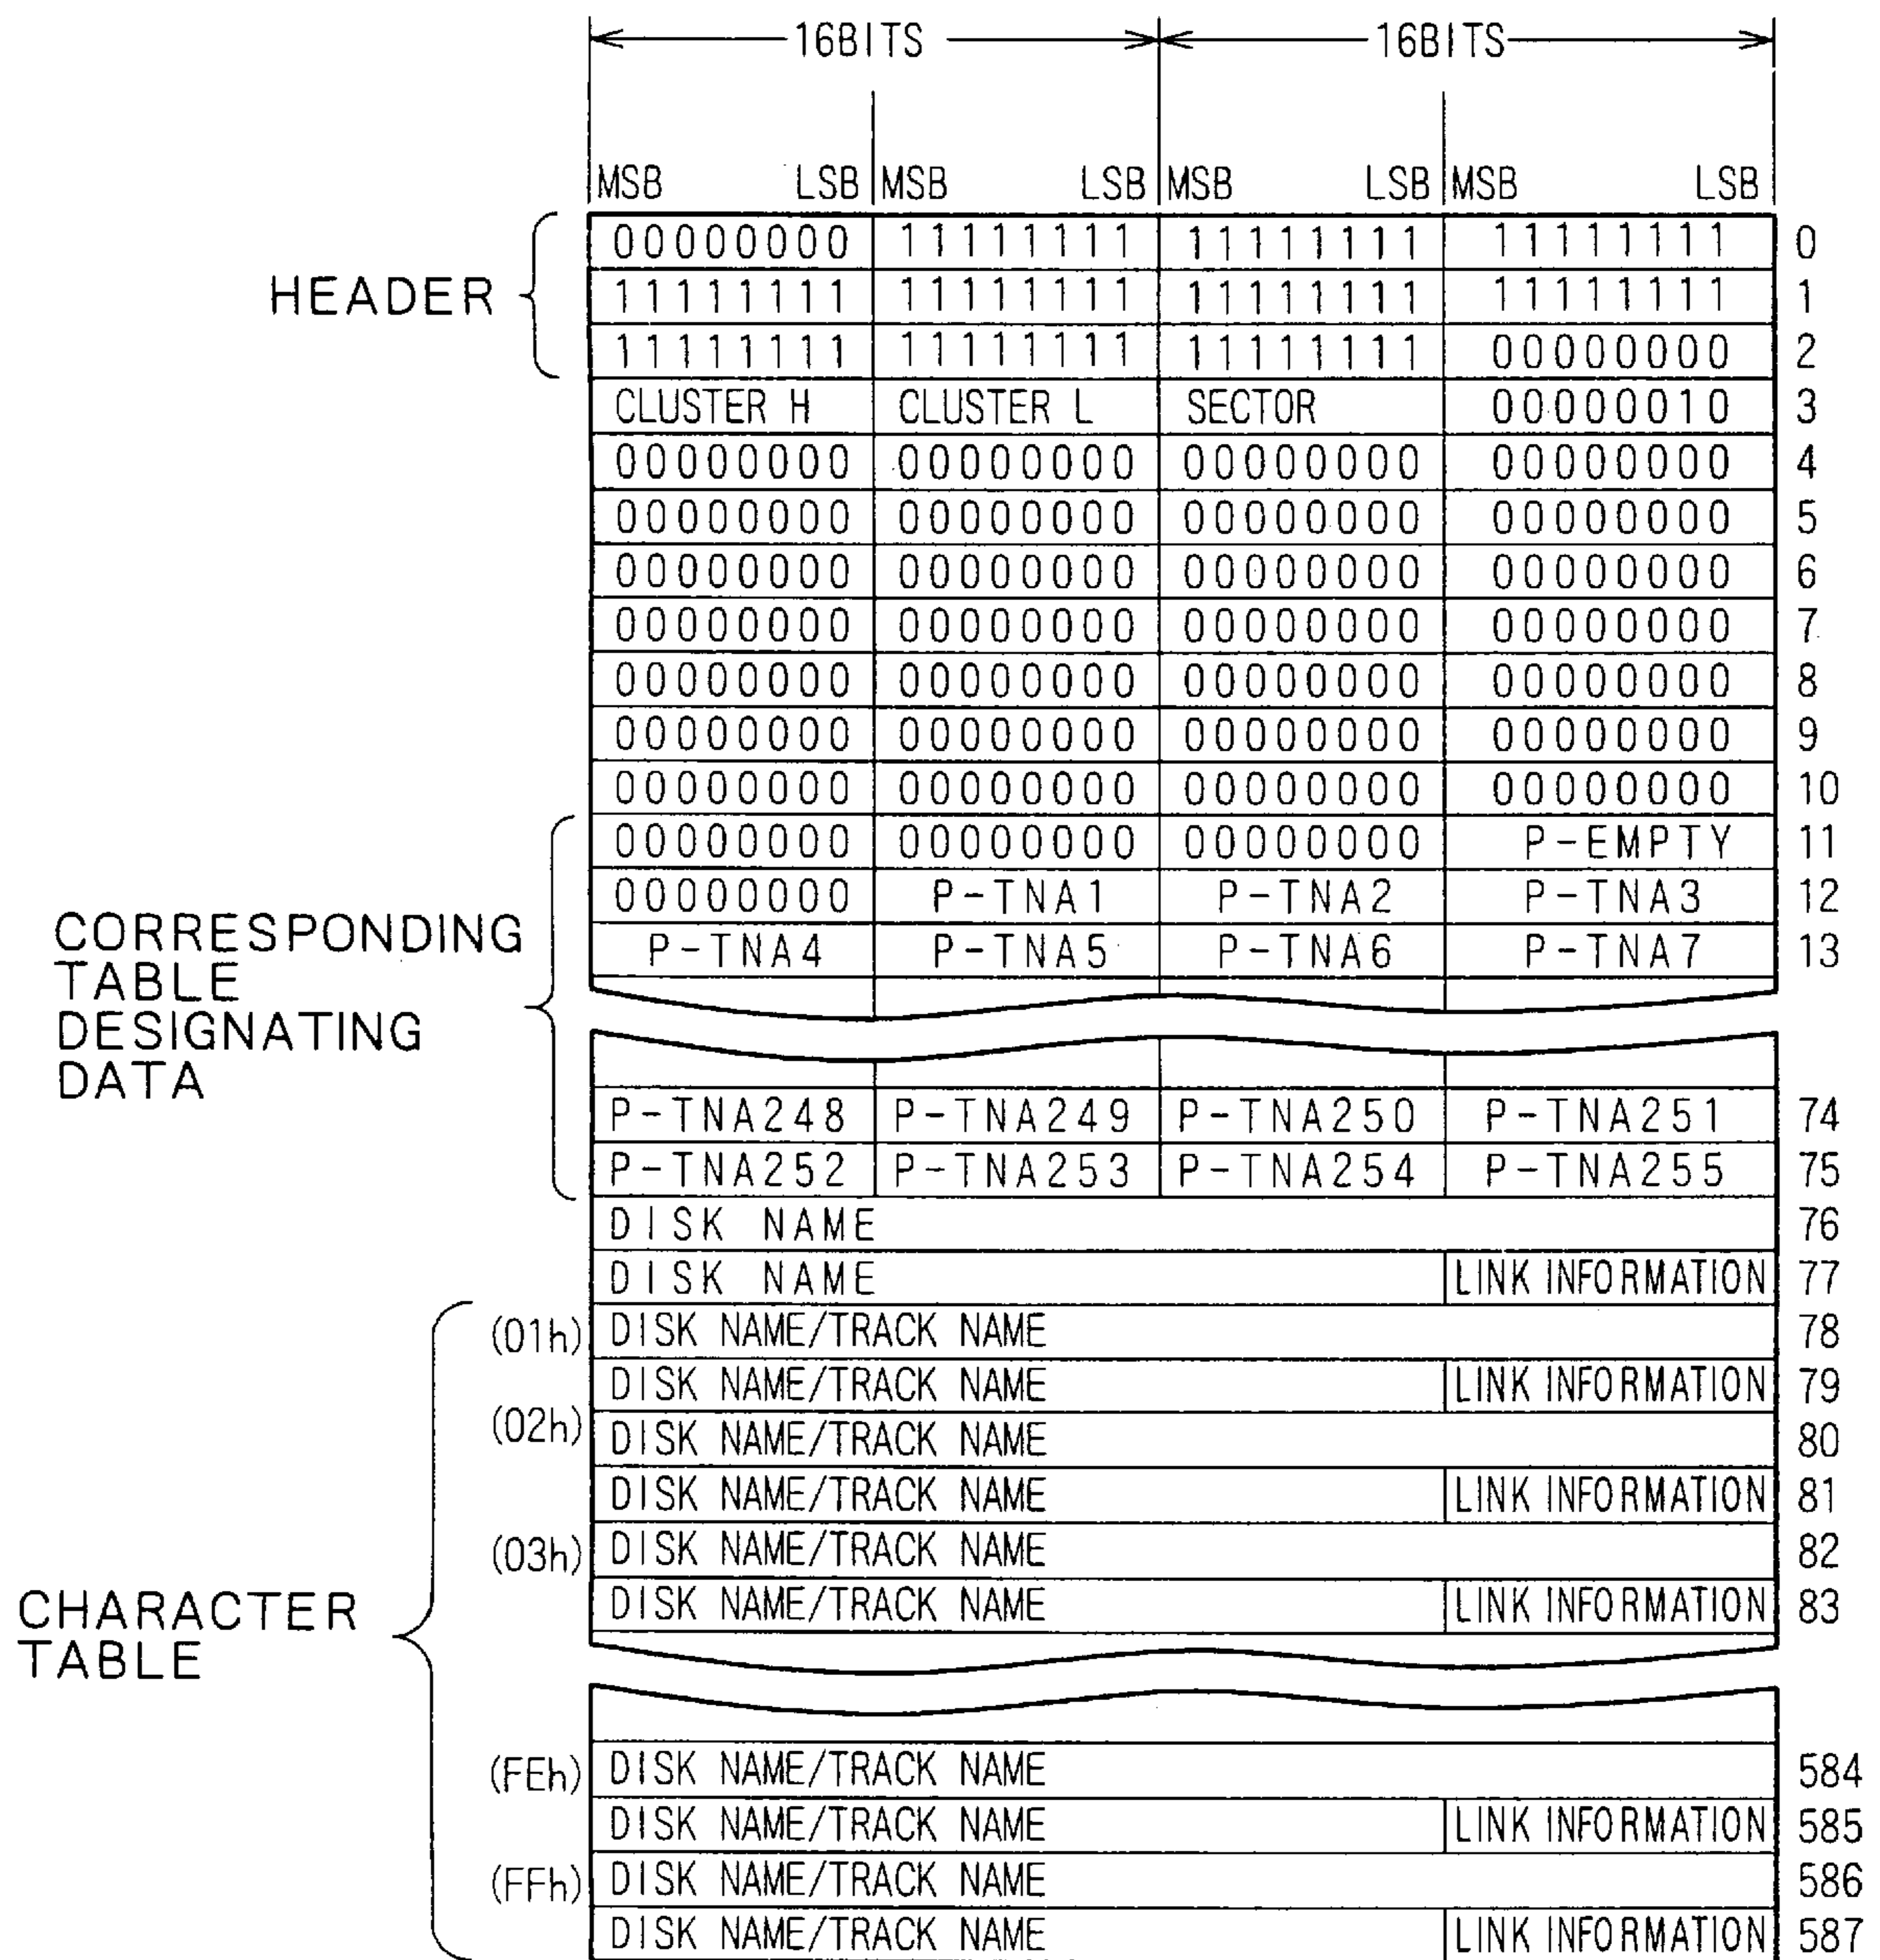 16BITS 16BITS
MSB LSB MSB LSB MSB LSB MSB LSB
HEADER
00000000 11111111 11111111 11111111 0
11111111 11111111 11111111 11111111 1
11111111 11111111 11111111 00000000 2
CLUSTER H CLUSTER L SECTOR 00000010 3
00000000 00000000 00000000 00000000 4
00000000 00000000 00000000 00000000 5
00000000 00000000 00000000 00000000 6
00000000 00000000 00000000 00000000 7
00000000 00000000 00000000 00000000 8
00000000 00000000 00000000 00000000 9
00000000 00000000 00000000 00000000 10
CORRESPONDING
TABLE
DESIGNATING
DATA
00000000 00000000 00000000 P-EMPTY 11
00000000 P-TNA1 P-TNA2 P-TNA3 12
P-TNA4 P-TNA5 P-TNA6 P-TNA7 13
P-TNA248 P-TNA249 P-TNA250 P-TNA251 74
P-TNA252 P-TNA253 P-TNA254 P-TNA255 75
DISK NAME 76
DISK NAME LINK INFORMATION 77
CHARACTER
TABLE
(01h) DISK NAME/TRACK NAME 78
DISK NAME/TRACK NAME LINK INFORMATION 79
(02h) DISK NAME/TRACK NAME 80
DISK NAME/TRACK NAME LINK INFORMATION 81
(03h) DISK NAME/TRACK NAME 82
DISK NAME/TRACK NAME LINK INFORMATION 83
(FEh) DISK NAME/TRACK NAME 584
DISK NAME/TRACK NAME LINK INFORMATION 585
(FFh) DISK NAME/TRACK NAME 586
DISK NAME/TRACK NAME LINK INFORMATION 587